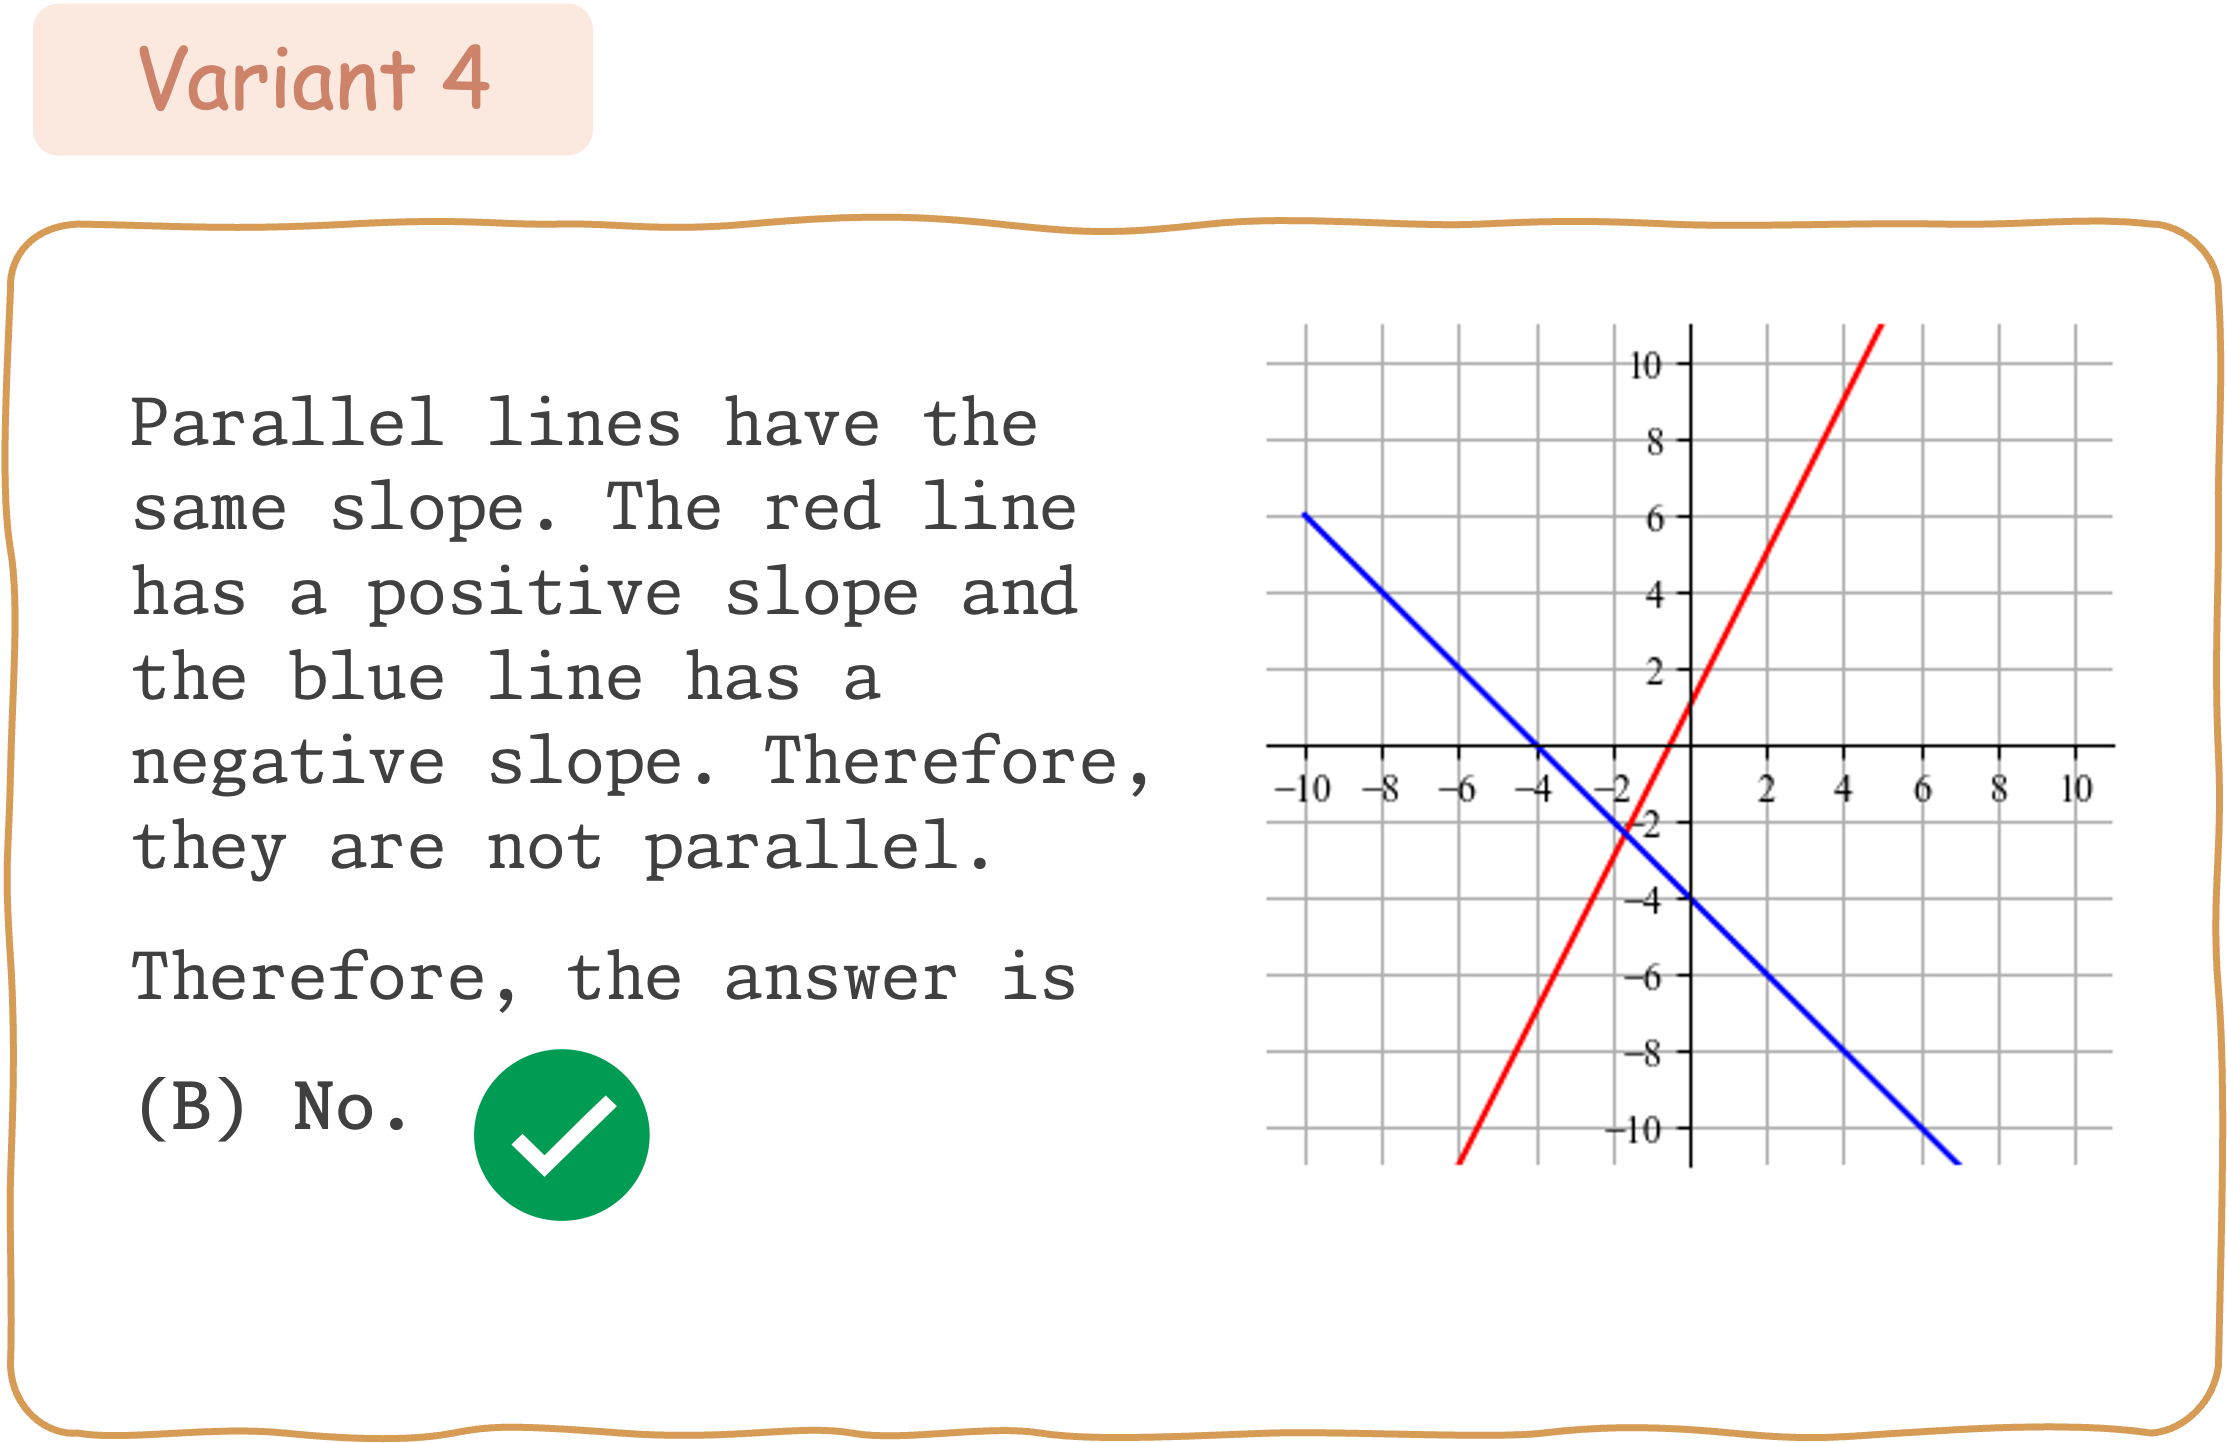 Variant 4
Parallel lines have the
same slope. The red line
has a positive slope and
the blue line has a
negative slope. Therefore,
they are not parallel.
Therefore, the answer is
(B) No.
10
8
6
4
2
−10 −8 −6 −4 −2 2 4 6 8 10
−2
−4
−6
−8
−10